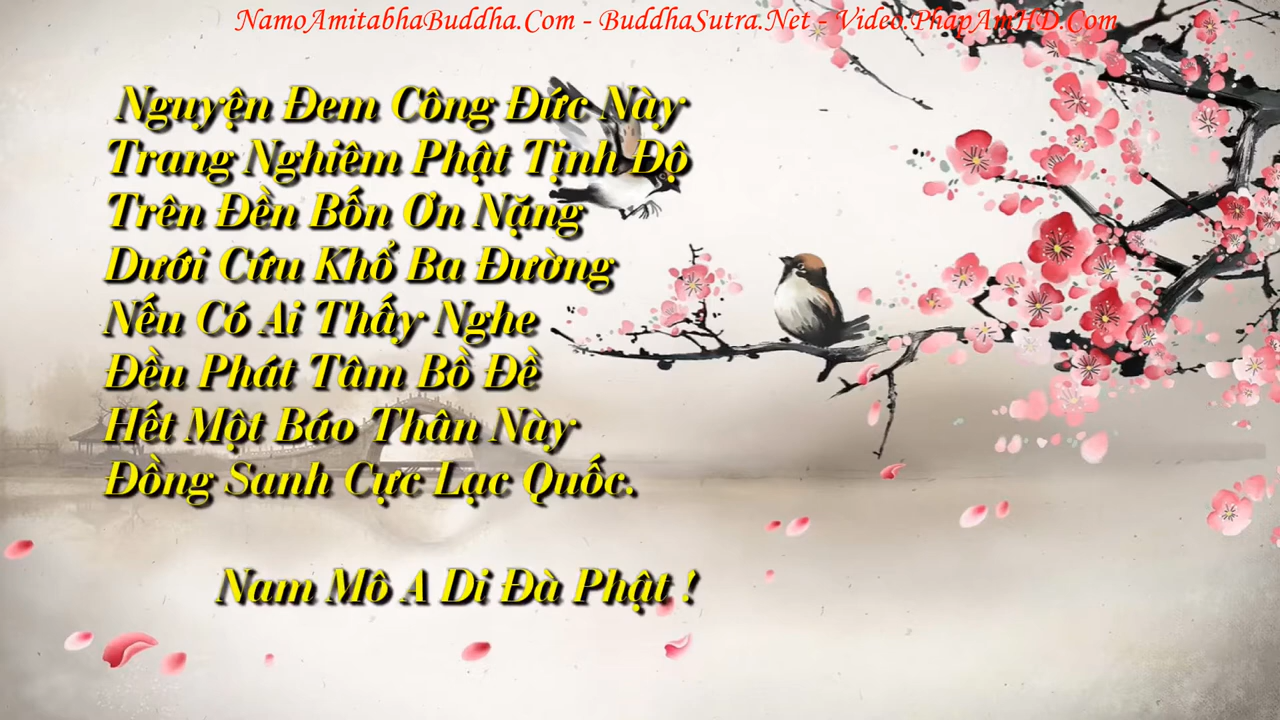 NamoAmitabhaBuddha.Com - BuddhaSutra.Net - Video.PhapAmHD.Com
Nguyện Đem Công Đức Này
Trang Nghiêm Phật Tịnh Độ
Trên Đền Bốn Ơn Nặng
Dưới Cứu Khổ Ba Đường
Nếu Có Ai Thấy Nghe
Đều Phát Tâm Bồ Đề
Hết Một Báo Thân Này
Đồng Sanh Cực Lạc Quốc.
Nam Mô A Di Đà Phật !